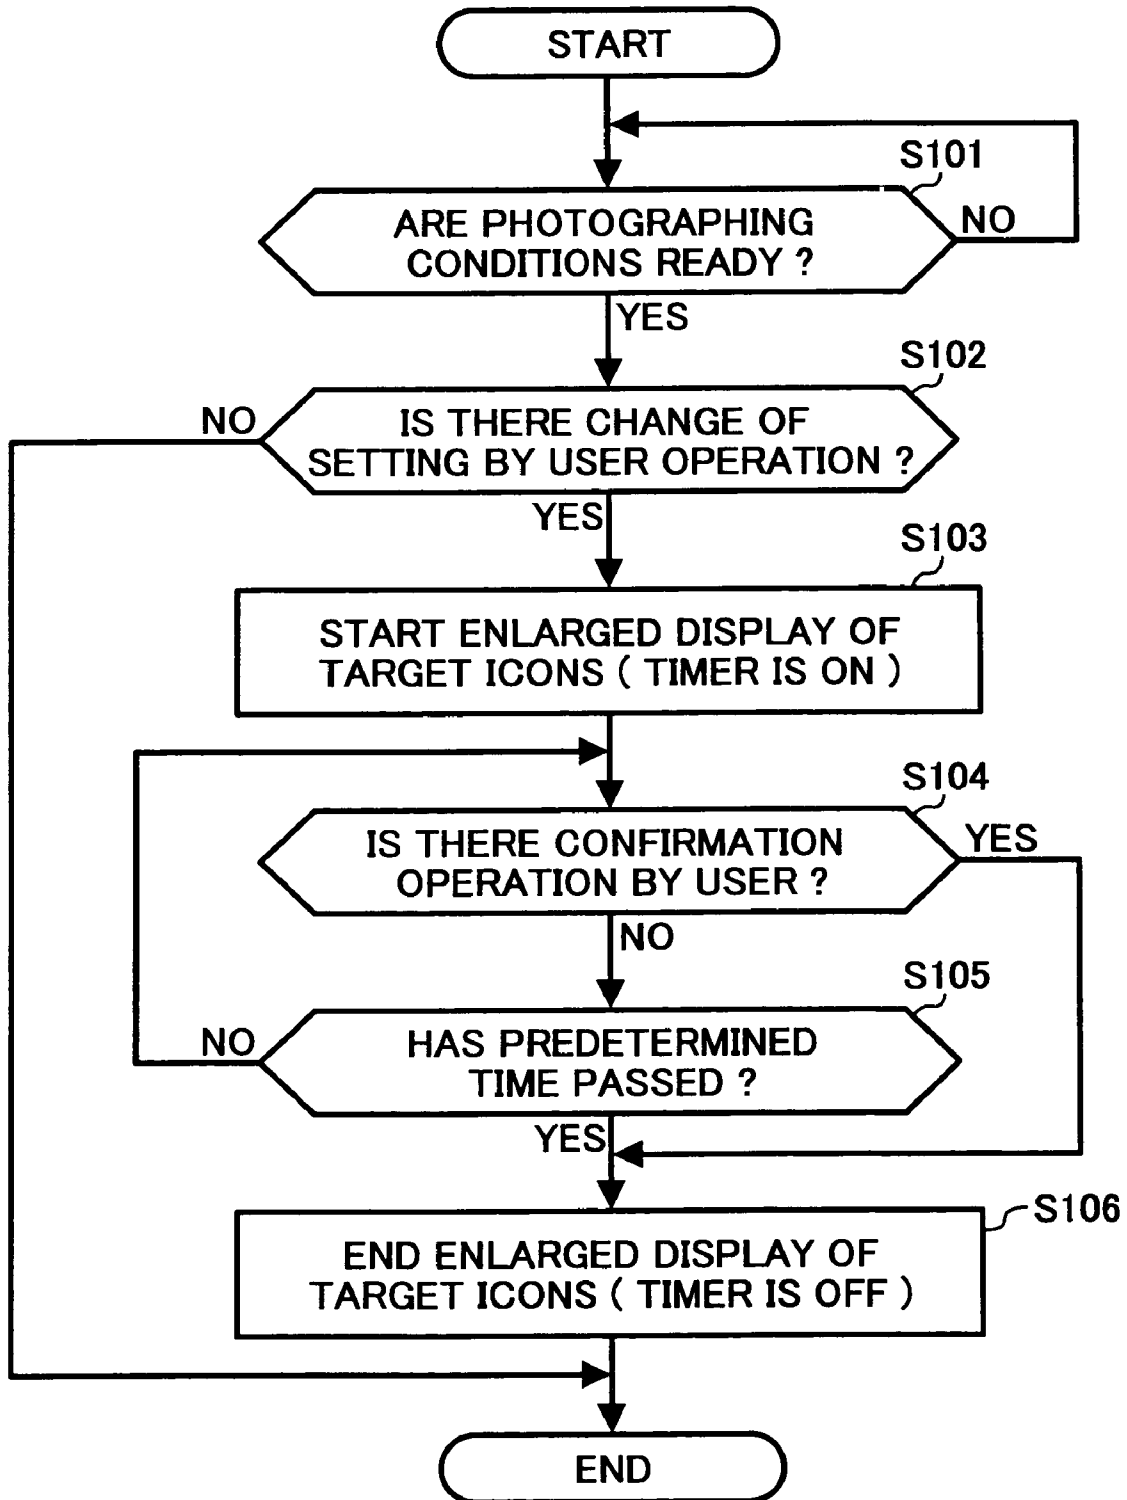 START
S101
ARE PHOTOGRAPHING
CONDITIONS READY ?
NO
YES
S102
NO
IS THERE CHANGE OF
SETTING BY USER OPERATION ?
YES
S103
START ENLARGED DISPLAY OF
TARGET ICONS ( TIMER IS ON )
S104
IS THERE CONFIRMATION
OPERATION BY USER ?
YES
NO
S105
NO
HAS PREDETERMINED
TIME PASSED ?
YES
S106
END ENLARGED DISPLAY OF
TARGET ICONS ( TIMER IS OFF )
END